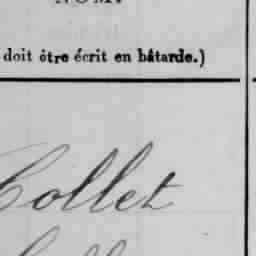 NOM.
doit être écrit en bâtarde.)
Collet